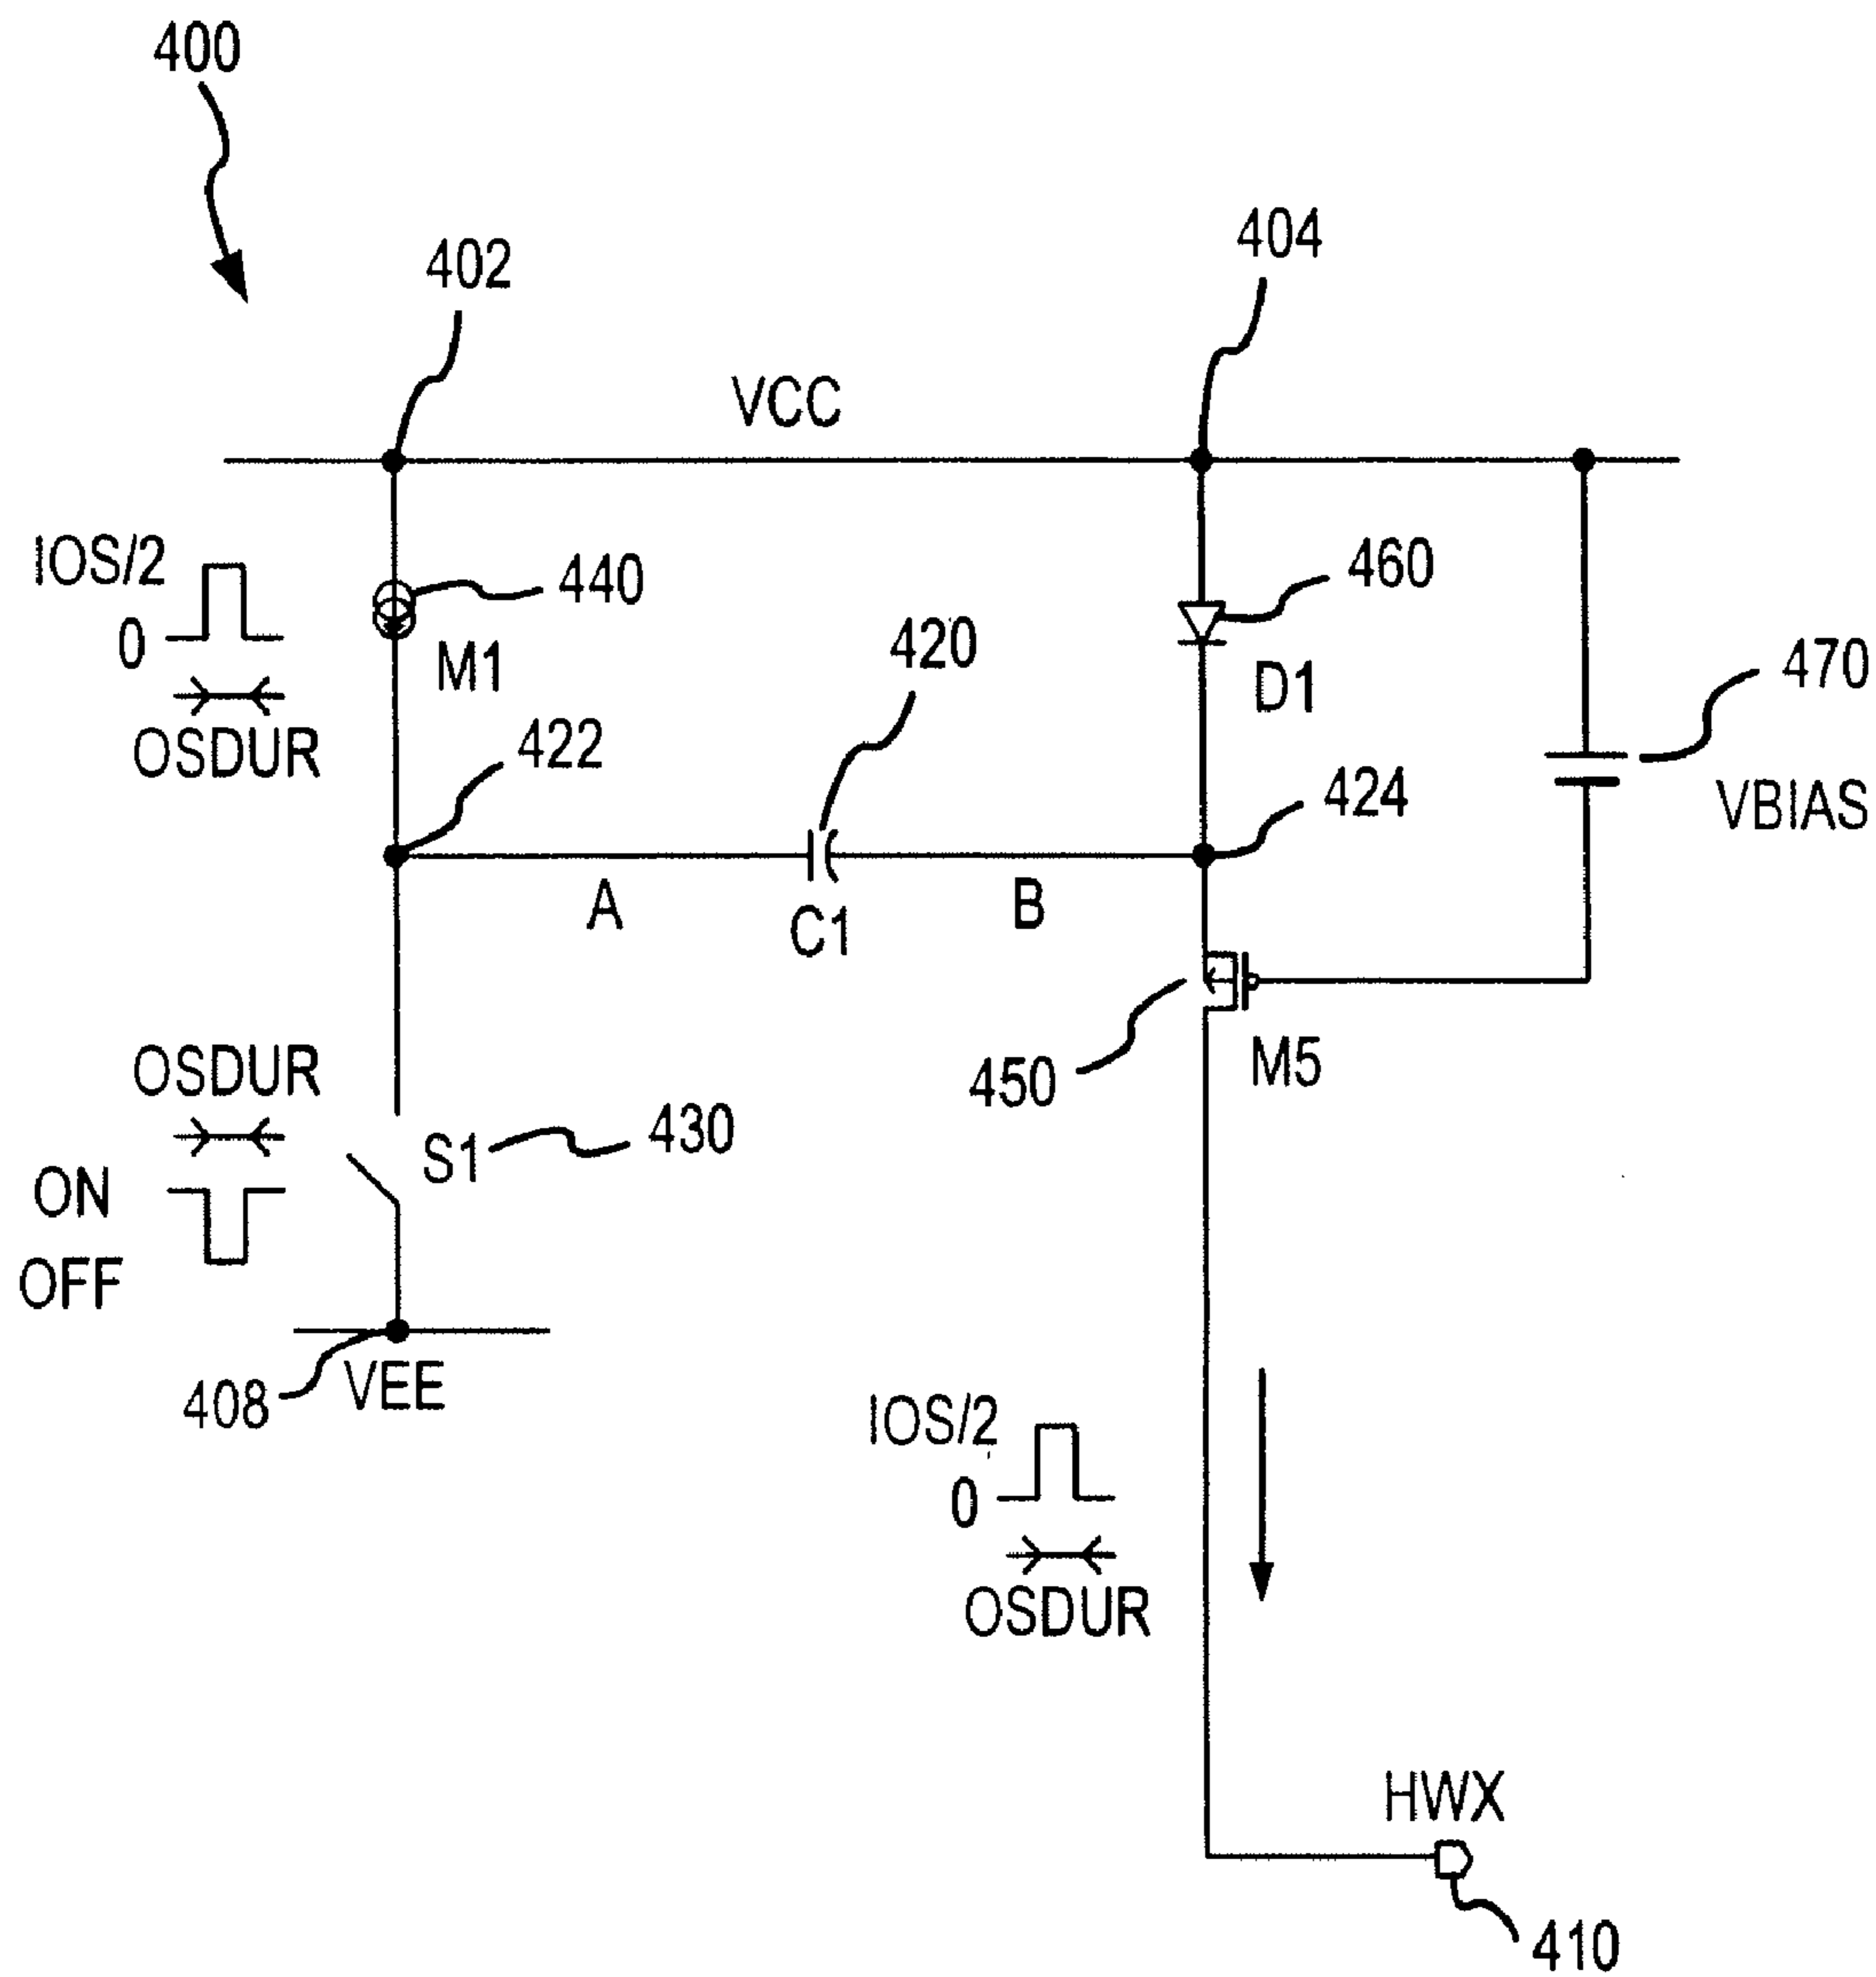 400
402
404
VCC
IOS/2
0
440
M1
460
D1
420
470
OSDUR
422
424
VBIAS
A
C1
B
450
M5
OSDUR
S1
430
ON
OFF
408
VEE
IOS/2
0
OSDUR
HWX
410